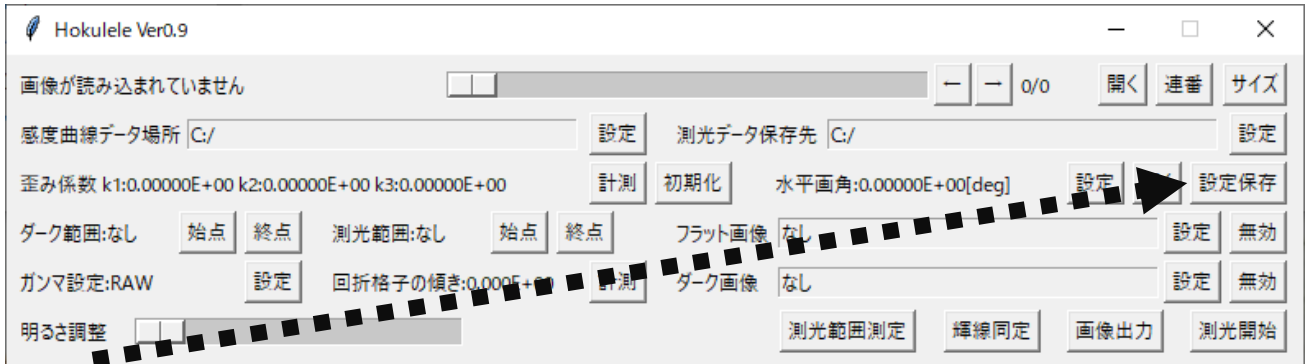 Hokulele Ver0.9
画像が読み込まれていません ← → 0/0 開く 連番 サイズ
感度曲線データ場所 C:/ 設定 測光データ保存先 C:/ 設定
歪み係数 k1:0.00000E+00 k2:0.00000E+00 k3:0.00000E+00 計測 初期化 水平画角:0.00000E+00[deg] 設定 設定保存
ダーク範囲:なし 始点 終点 測光範囲:なし 始点 終点 フラット画像 なし 設定 無効
ガンマ設定:RAW 設定 回折格子の傾き:0.000E+00 計測 ダーク画像 なし 設定 無効
明るさ調整 測光範囲測定 輝線同定 画像出力 測光開始